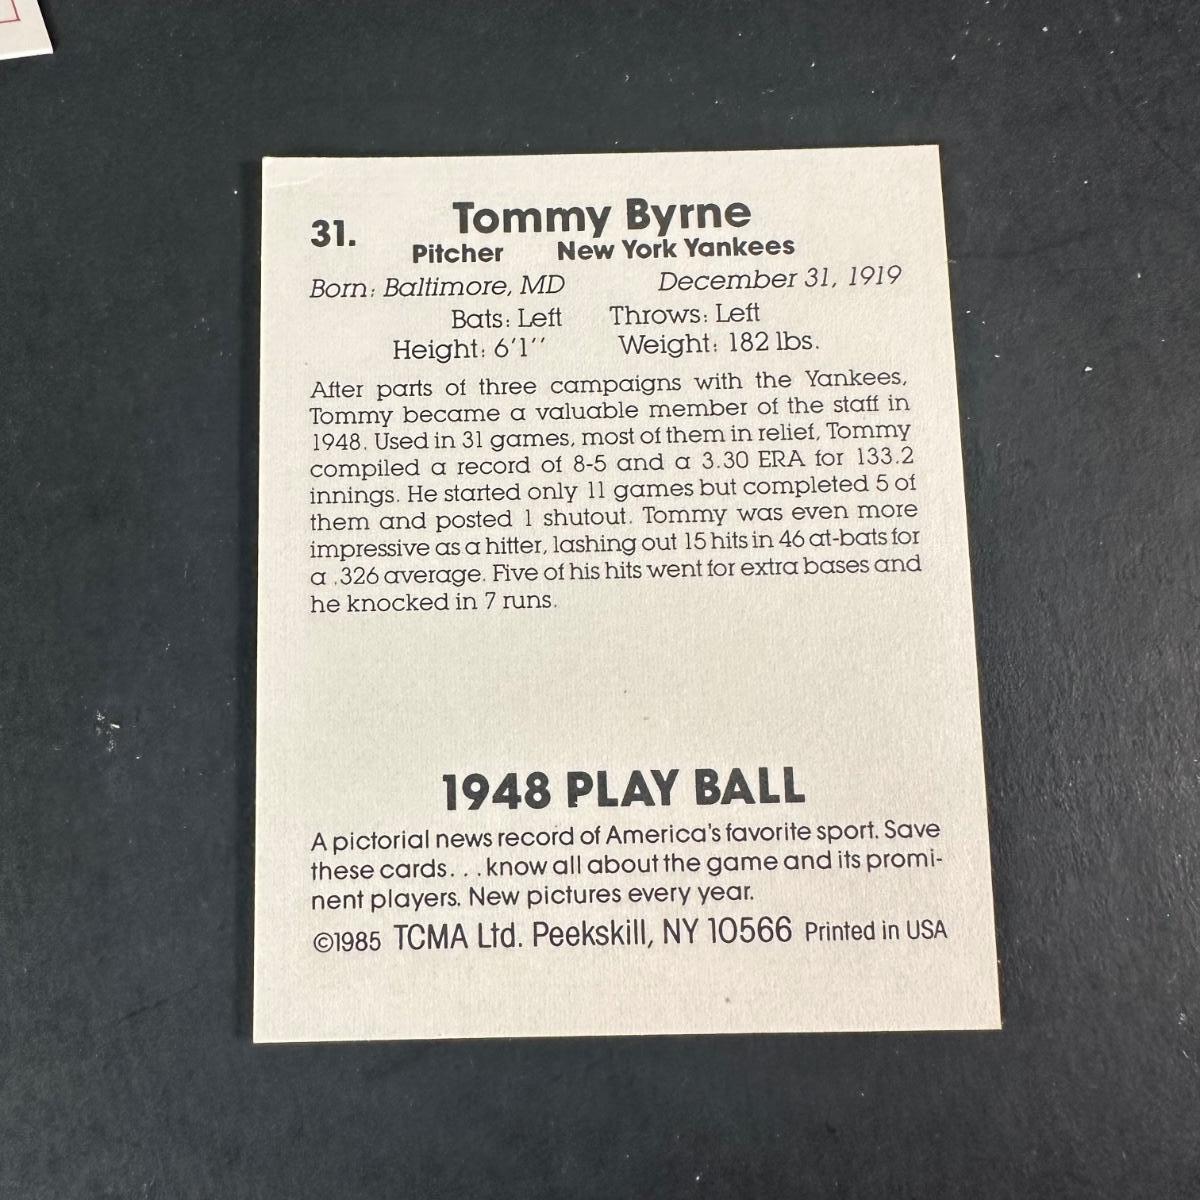 31.
Tommy Byrne
Pitcher New York Yankees
Born: Baltimore, MD December 31, 1919
Bats: Left Throws: Left
Height: 6'1'' Weight: 182 lbs.
After parts of three campaigns with the Yankees,
Tommy became a valuable member of the staff in
1948. Used in 31 games, most of them in relief, Tommy
compiled a record of 8-5 and a 3.30 ERA for 133.2
innings. He started only 11 games but completed 5 of
them and posted 1 shutout. Tommy was even more
impressive as a hitter, lashing out 15 hits in 46 at-bats for
a .326 average. Five of his hits went for extra bases and
he knocked in 7 runs.
1948 PLAY BALL
A pictorial news record of America's favorite sport. Save
these cards. . .know all about the game and its promi-
nent players. New pictures every year.
©1985 TCMA Ltd. Peekskill, NY 10566 Printed in USA